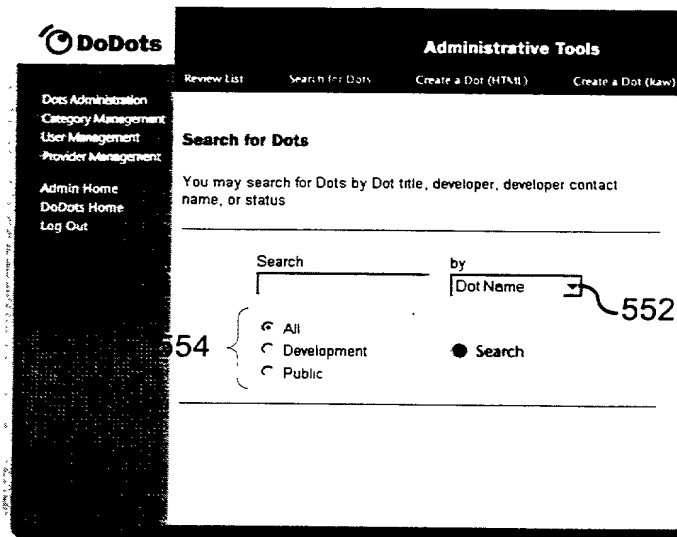 DoDots
Administrative Tools
Review List Search for Dots Create a Dot (HTML) Create a Dot (kaw)
Dots Administration
Category Management
User Management
Provider Management
Admin Home
DoDots Home
Log Out
Search for Dots
You may search for Dots by Dot title, developer, developer contact
name, or status
Search by
Dot Name
552
554
All
Development Search
Public